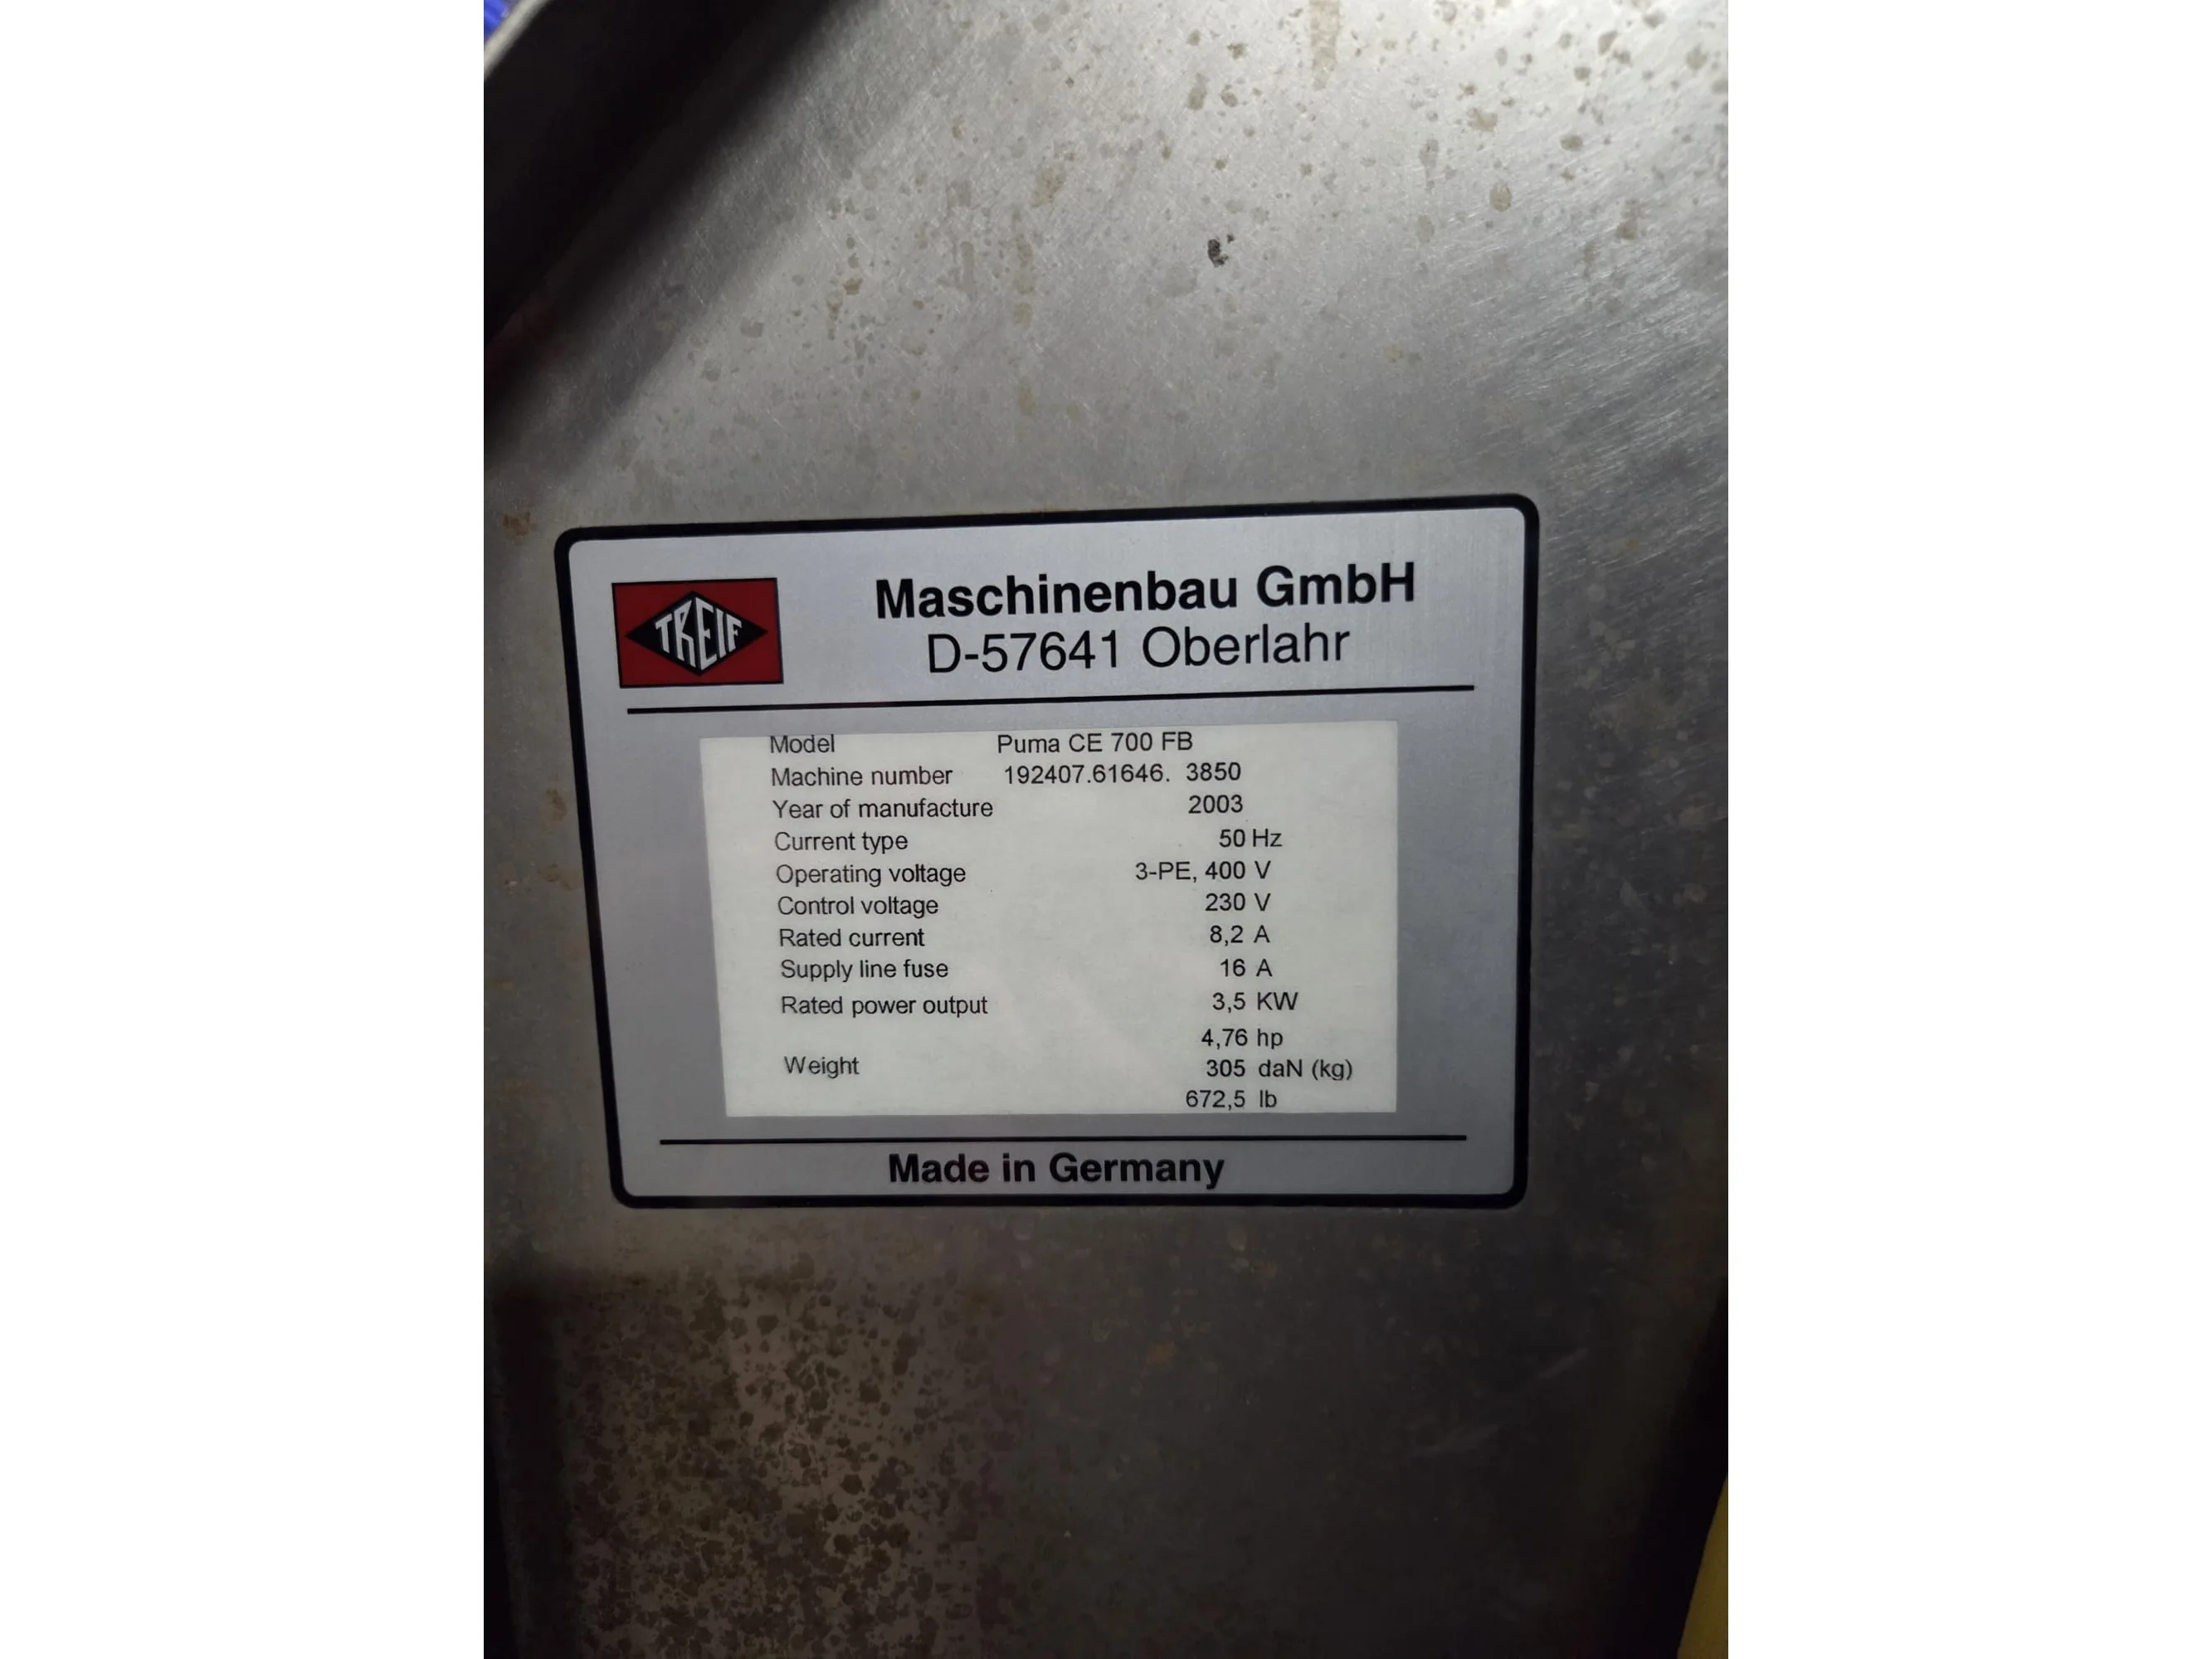 TREIF
Maschinenbau GmbH
D-57641 Oberlahr
Model Puma CE 700 FB
Machine number 192407.61646. 3850
Year of manufacture 2003
Current type 50 Hz
Operating voltage 3-PE, 400 V
Control voltage 230 V
Rated current 8,2 A
Supply line fuse 16 A
Rated power output 3,5 KW
4,76 hp
Weight 305 daN (kg)
672,5 lb
Made in Germany